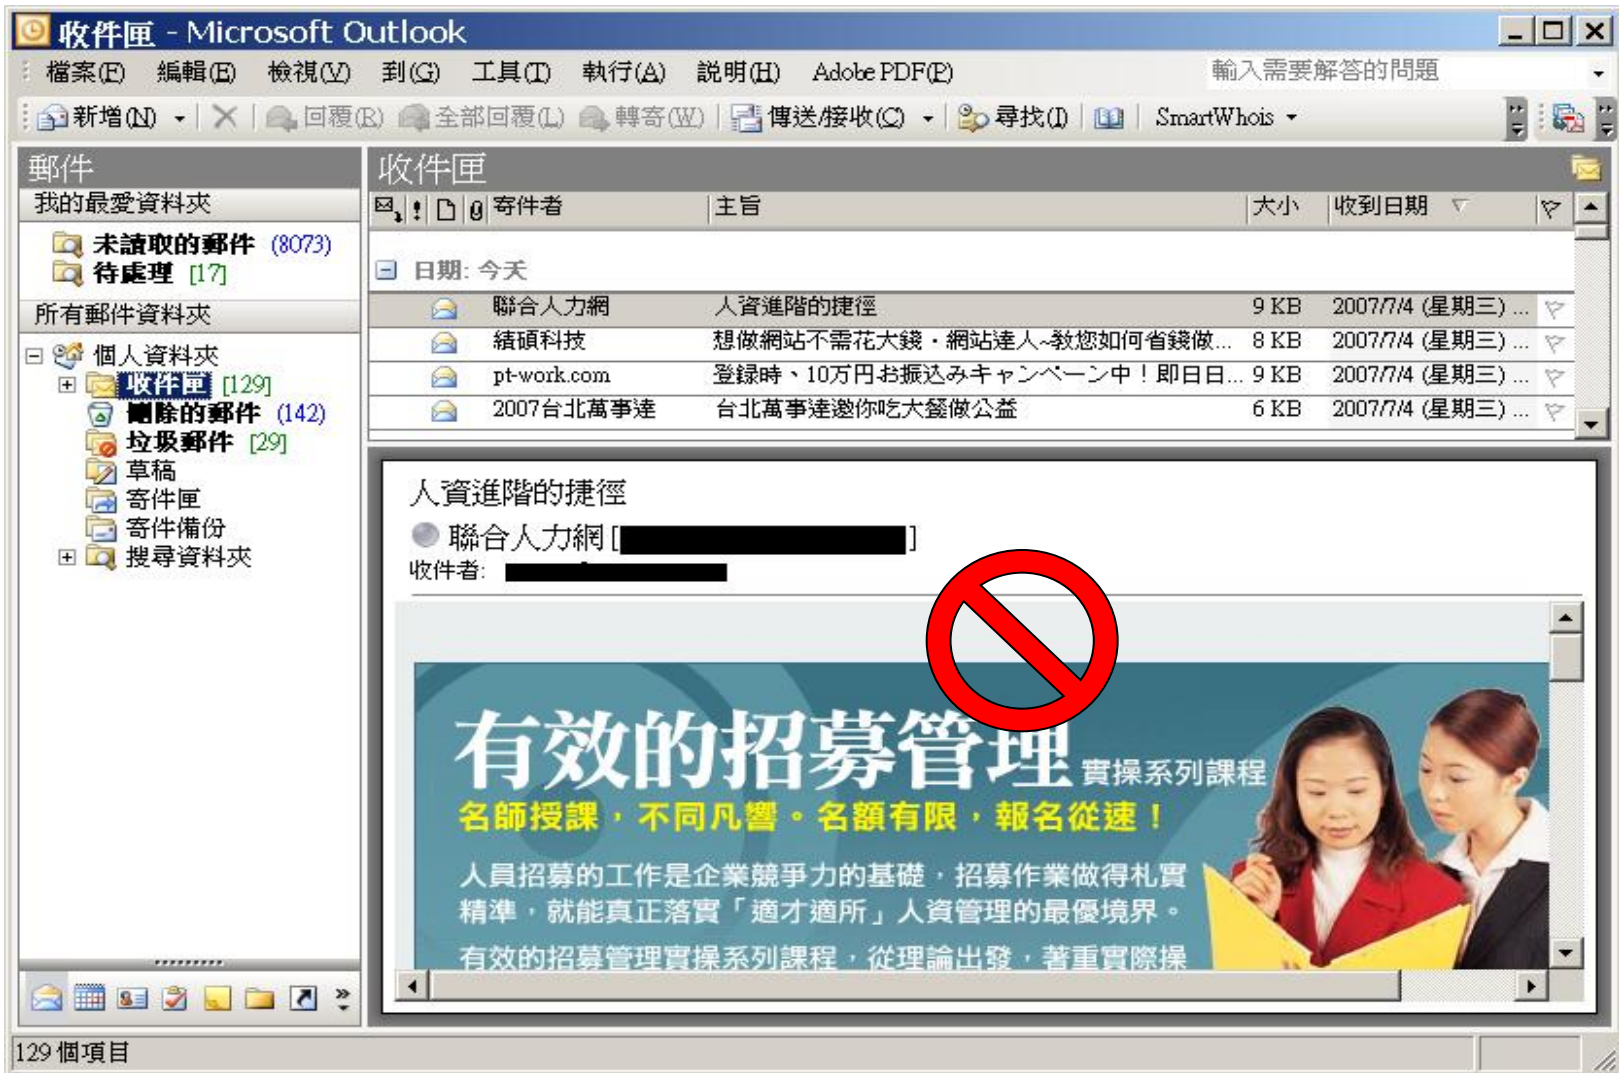 收件匣 - Microsoft Outlook
檔案(F) 編輯(E) 檢視(V) 到(G) 工具(T) 執行(A) 說明(H) Adobe PDF(P) 輸入需要解答的問題
新增(N) 回覆(R) 全部回覆(L) 轉寄(W) 傳送/接收(C) 尋找(I) SmartWhois
郵件
我的最愛資料夾
未讀取的郵件 (8073)
待處理 [17]
所有郵件資料夾
個人資料夾
收件匣 [129]
刪除的郵件 (142)
垃圾郵件 [29]
草稿
寄件匣
寄件備份
搜尋資料夾
收件匣
寄件者 主旨 大小 收到日期
日期: 今天
聯合人力網 人資進階的捷徑 9 KB 2007/7/4 (星期三) ...
績碩科技 想做網站不需花大錢‧網站達人~教您如何省錢做... 8 KB 2007/7/4 (星期三) ...
pt-work.com 登録時、10万円お振込みキャンペーン中！即日日... 9 KB 2007/7/4 (星期三) ...
2007台北萬事達 台北萬事達邀你吃大餐做公益 6 KB 2007/7/4 (星期三) ...
人資進階的捷徑
聯合人力網 [ ]
收件者:
有效的招募管理 實操系列課程
名師授課，不同凡響。名額有限，報名從速！
人員招募的工作是企業競爭力的基礎，招募作業做得札實
精準，就能真正落實「適才適所」人資管理的最優境界。
有效的招募管理實操系列課程，從理論出發，著重實際操
129 個項目